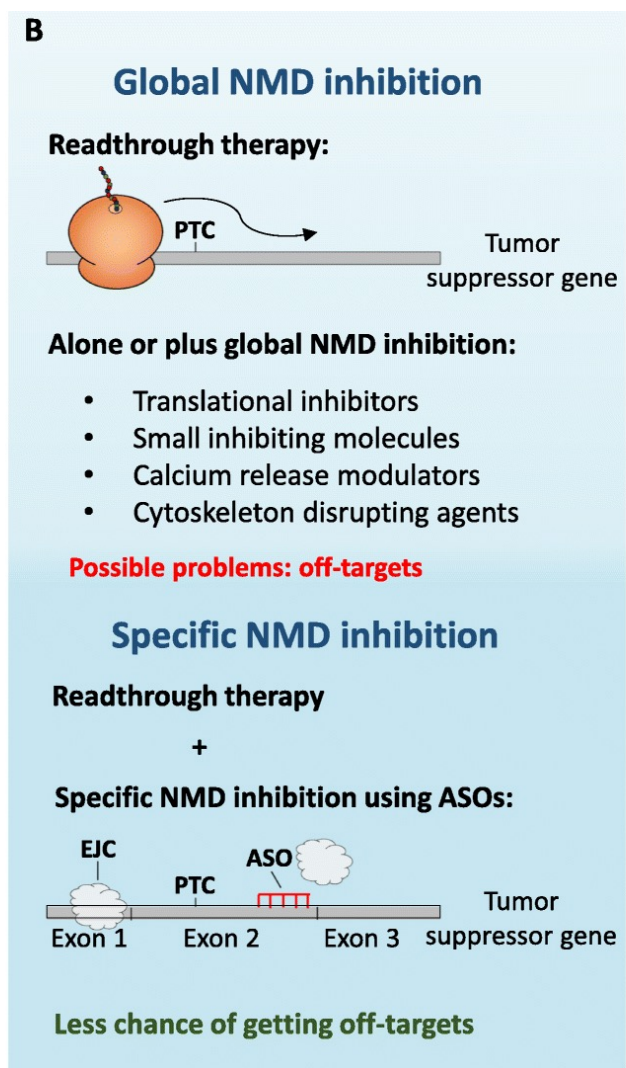 B
Global NMD inhibition
Readthrough therapy:
PTC
Tumor
suppressor gene
Alone or plus global NMD inhibition:
• Translational inhibitors
• Small inhibiting molecules
• Calcium release modulators
• Cytoskeleton disrupting agents
Possible problems: off-targets
Specific NMD inhibition
Readthrough therapy
+
Specific NMD inhibition using ASOs:
EJC
PTC
ASO
Tumor
suppressor gene
Exon 1
Exon 2
Exon 3
Less chance of getting off-targets